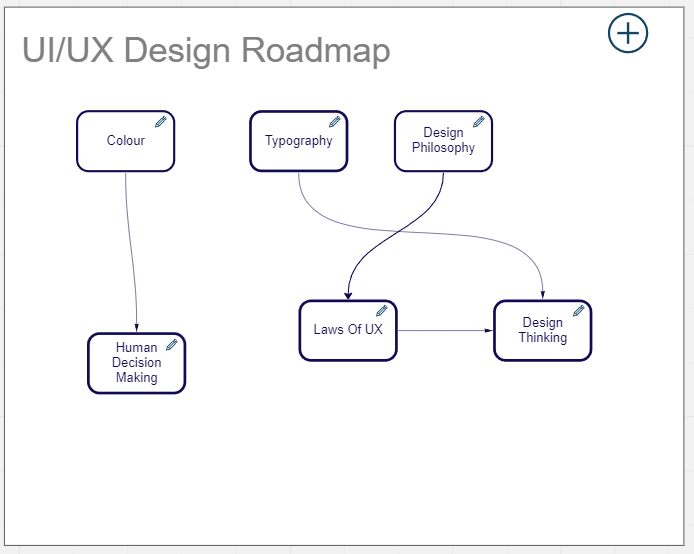 UI/UX Design Roadmap
Colour
Typography
Design
Philosophy
Laws Of UX
Design
Thinking
Human
Decision
Making